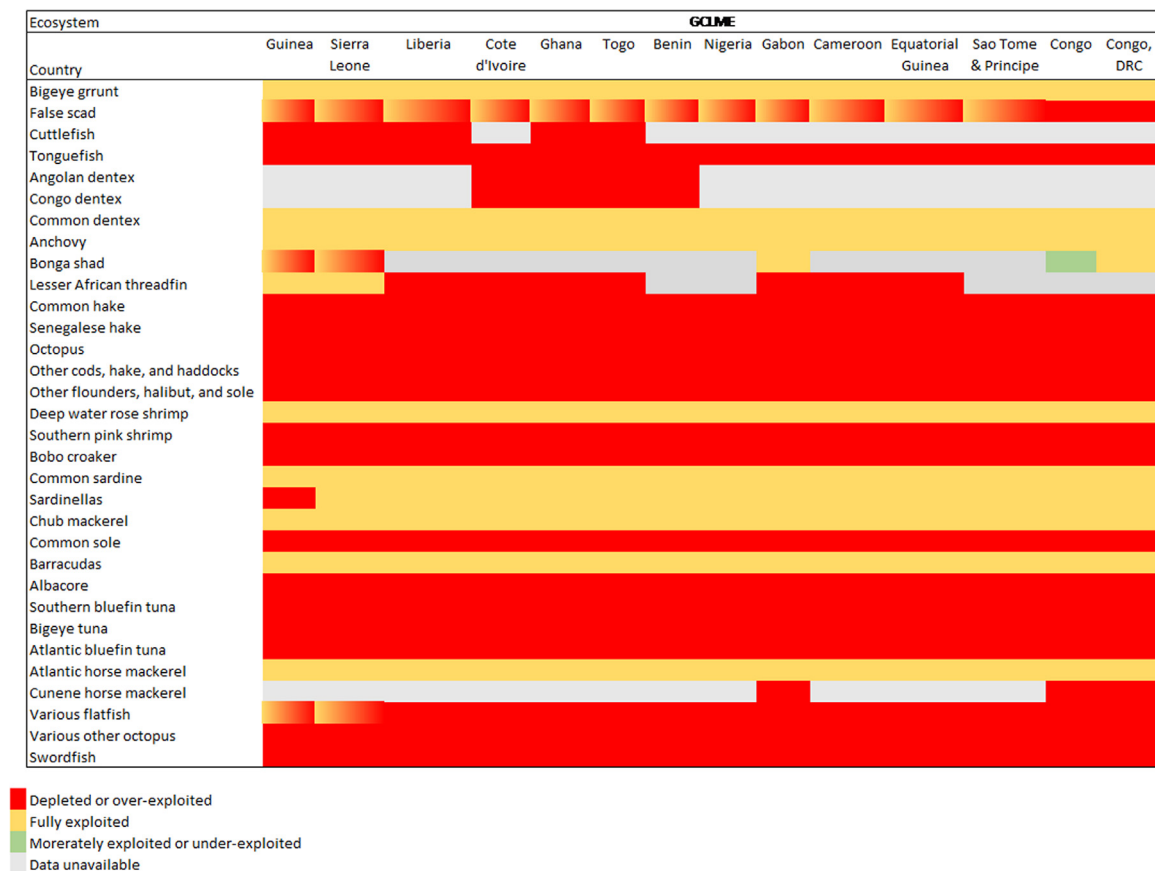 Ecosystem GCLME
Guinea Sierra Liberia Cote Ghana Togo Benin Nigeria Gabon Cameroon Equatorial Sao Tome Congo Congo,
Country Leone d'Ivoire Guinea & Principe DRC
Bigeye grrunt
False scad
Cuttlefish
Tonguefish
Angolan dentex
Congo dentex
Common dentex
Anchovy
Bonga shad
Lesser African threadfin
Common hake
Senegalese hake
Octopus
Other cods, hake, and haddocks
Other flounders, halibut, and sole
Deep water rose shrimp
Southern pink shrimp
Bobo croaker
Common sardine
Sardinellas
Chub mackerel
Common sole
Barracudas
Albacore
Southern bluefin tuna
Bigeye tuna
Atlantic bluefin tuna
Atlantic horse mackerel
Cunene horse mackerel
Various flatfish
Various other octopus
Swordfish
Depleted or over-exploited
Fully exploited
Morerately exploited or under-exploited
Data unavailable